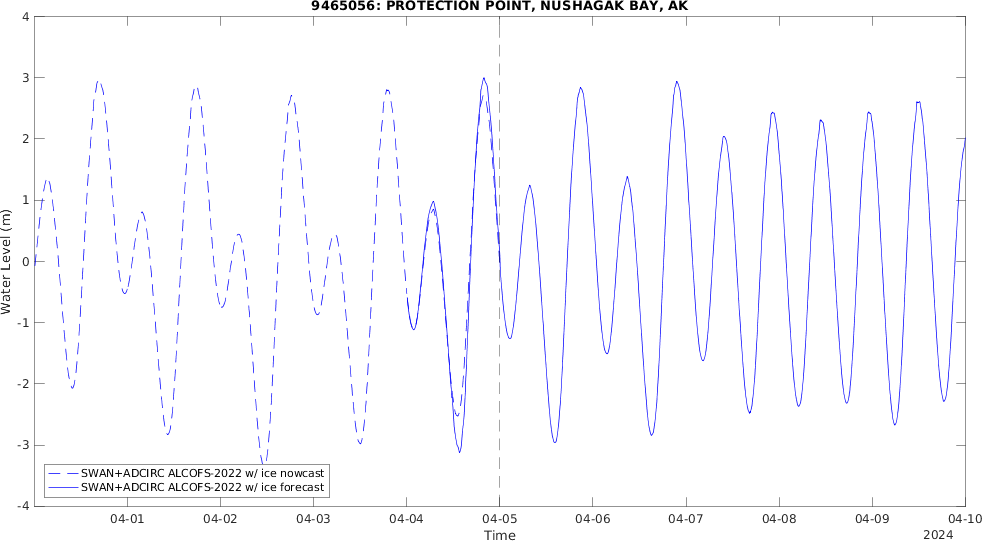 9465056: PROTECTION POINT, NUSHAGAK BAY, AK
4
3
2
1
0
-1
-2
-3
-4
Water Level (m)
SWAN+ADCIRC ALCOFS-2022 w/ ice nowcast
SWAN+ADCIRC ALCOFS-2022 w/ ice forecast
04-01 04-02 04-03 04-04 04-05 04-06 04-07 04-08 04-09 04-10
Time
2024